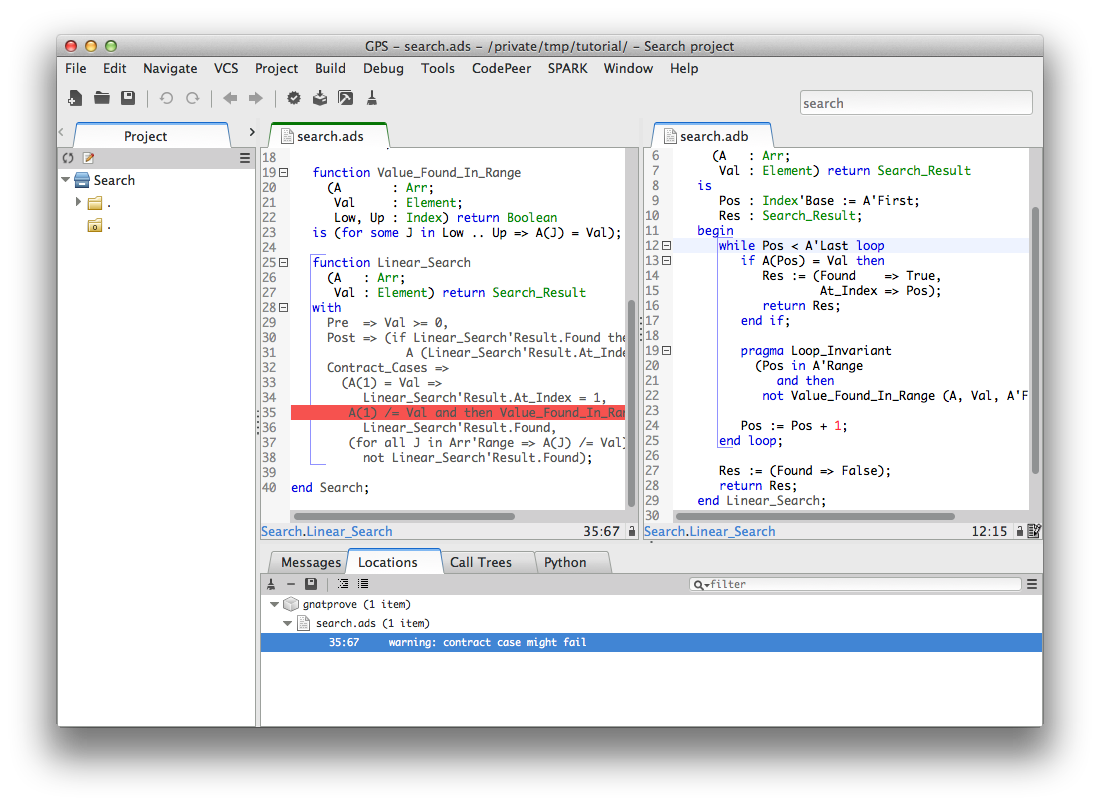 GPS - search.ads - /private/tmp/tutorial/ - Search project
File Edit Navigate VCS Project Build Debug Tools CodePeer SPARK Window Help
search
Project
Search
.
.
search.ads
18
19 function Value_Found_In_Range
20 (A : Arr;
21 Val : Element;
22 Low, Up : Index) return Boolean
23 is (for some J in Low .. Up => A(J) = Val);
24
25 function Linear_Search
26 (A : Arr;
27 Val : Element) return Search_Result
28 with
29 Pre => Val >= 0,
30 Post => (if Linear_Search'Result.Found the
31 A (Linear_Search'Result.At_Inde
32 Contract_Cases =>
33 (A(1) = Val =>
34 Linear_Search'Result.At_Index = 1,
35 A(1) /= Val and then Value_Found_In_Ran
36 Linear_Search'Result.Found,
37 (for all J in Arr'Range => A(J) /= Val)
38 not Linear_Search'Result.Found);
39
40 end Search;
Search.Linear_Search 35:67
search.adb
6 (A : Arr;
7 Val : Element) return Search_Result
8 is
9 Pos : Index'Base := A'First;
10 Res : Search_Result;
11 begin
12 while Pos < A'Last loop
13 if A(Pos) = Val then
14 Res := (Found => True,
15 At_Index => Pos);
16 return Res;
17 end if;
18
19 pragma Loop_Invariant
20 (Pos in A'Range
21 and then
22 not Value_Found_In_Range (A, Val, A'F
23
24 Pos := Pos + 1;
25 end loop;
26
27 Res := (Found => False);
28 return Res;
29 end Linear_Search;
30
Search.Linear_Search 12:15
Messages Locations Call Trees Python
filter
gnatprove (1 item)
search.ads (1 item)
35:67 warning: contract case might fail